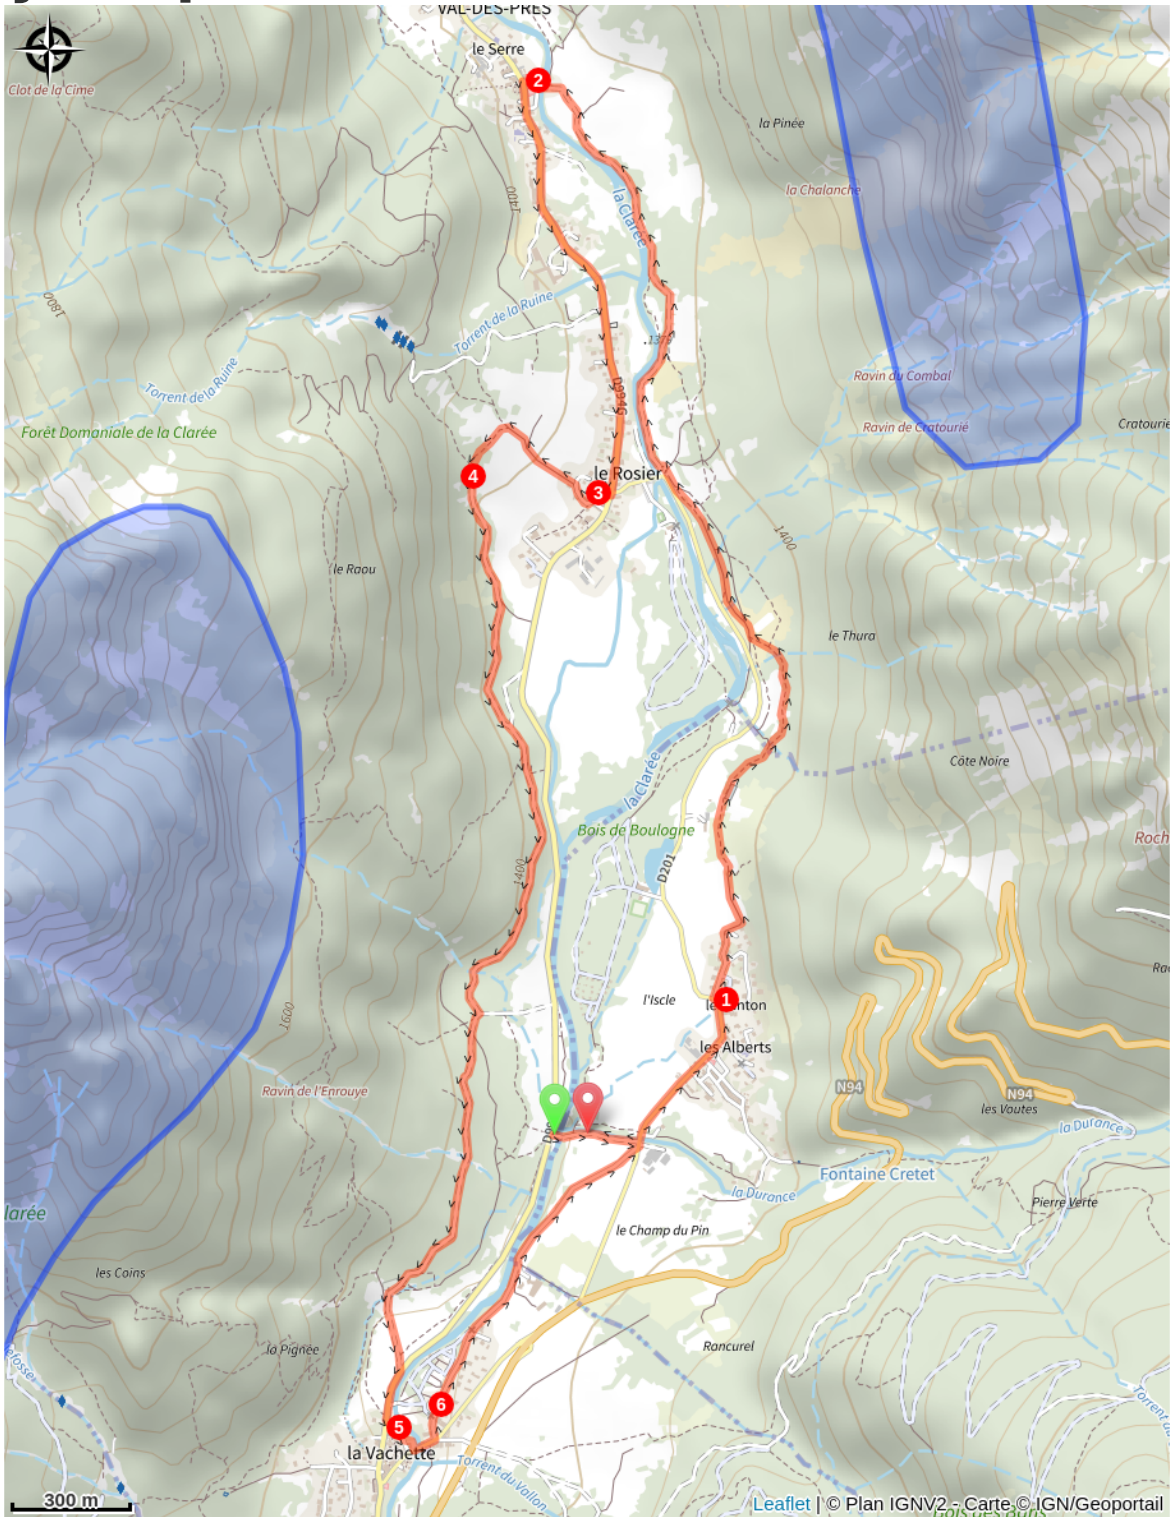 VAL-DES-PRÉS
le Serre
2
Clot de la Cime
la Pinée
la Chalanche
1400
la Clarée
1800
Torrent de la Ruine
D
Torrent de la Ruine
D994G
Ravin du Combal
Ravin de Cratourié
Cratourie
Forêt Domaniale de la Clarée
le Rosier
4
3
1400
le Raou
le Thura
Côte Noire
la Clarée
Bois de Boulogne
Roch
D201
1400
l'Iscle
1
les Alberts
1600
Ravin de l'Enrouye
N94
N94
les Voutes
la Durance
Fontaine Cretet
la Durance
Pierre Verte
larée
le Champ du Pin
les Coins
la Pignée
Rancurel
6
5
la Vachette
Torrent du Vallon
300 m
Leaflet | © Plan IGNV2 - Carte © IGN/Geoportail